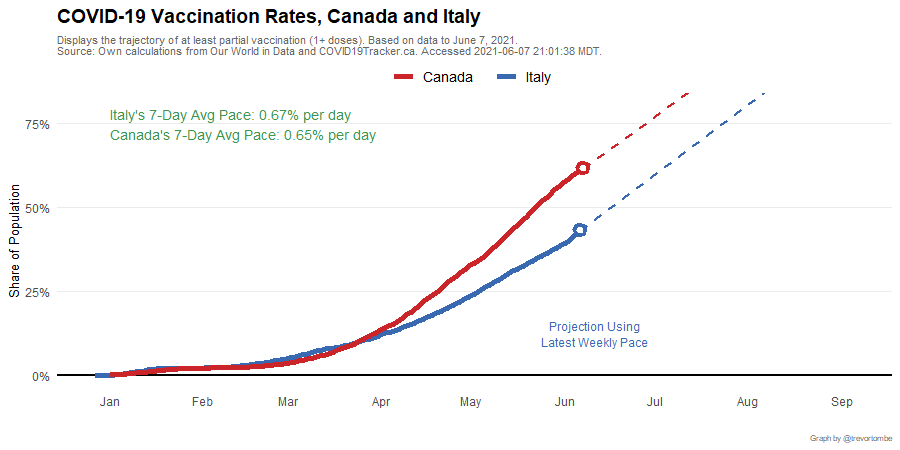 COVID-19 Vaccination Rates, Canada and Italy
Displays the trajectory of at least partial vaccination (1+ doses). Based on data to June 7, 2021.
Source: Own calculations from Our World in Data and COVID19Tracker.ca. Accessed 2021-06-07 21:01:38 MDT.
Canada Italy
Italy's 7-Day Avg Pace: 0.67% per day
Canada's 7-Day Avg Pace: 0.65% per day
75%
50%
25%
0%
Share of Population
Projection Using
Latest Weekly Pace
Jan Feb Mar Apr May Jun Jul Aug Sep
Graph by @trevortombe